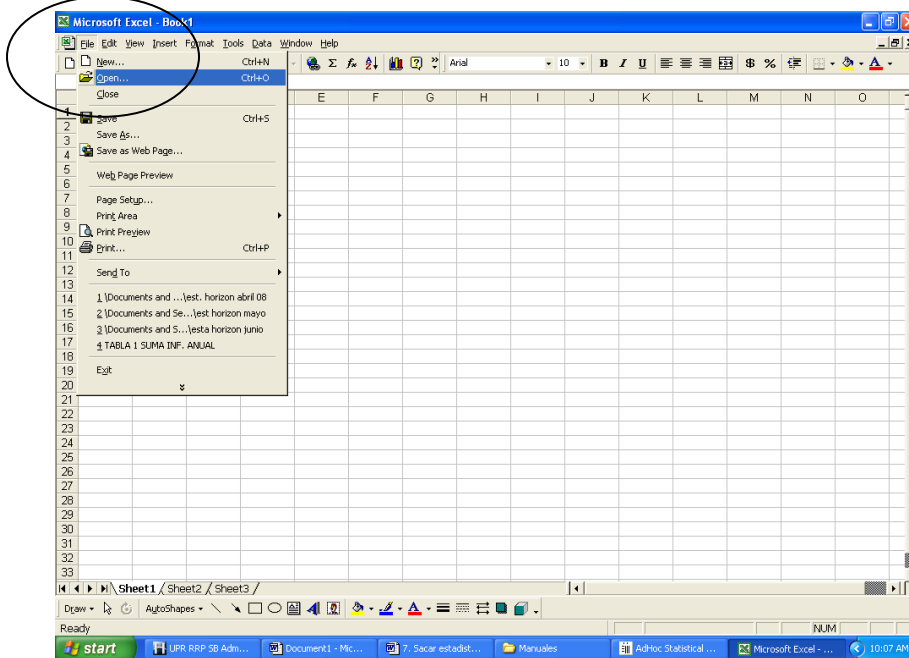 Microsoft Excel - Book1
File Edit View Insert Format Tools Data Window Help
New... Ctrl+N
Arial 10 B I U $ %
Open... Ctrl+O
Close
E F G H I J K L M N O
Save Ctrl+S
Save As...
Save as Web Page...
Web Page Preview
Page Setup...
Print Area
Print Preview
Print... Ctrl+P
Send To
1 \Documents and ...\est. horizon abril 08
2 \Documents and Se...\est horizon mayo
3 \Documents and S...\esta horizon junio
4 TABLA 1 SUMA INF. ANUAL
Exit
1
2
3
4
5
6
7
8
9
10
11
12
13
14
15
16
17
18
19
20
21
22
23
24
25
26
27
28
29
30
31
32
33
Sheet1 / Sheet2 / Sheet3 /
Draw AutoShapes
Ready NUM
start UPR RRP SB Adm... Document1 - Mic... 7. Sacar estadist... Manuales AdHoc Statistical ... Microsoft Excel - ... 10:07 AM